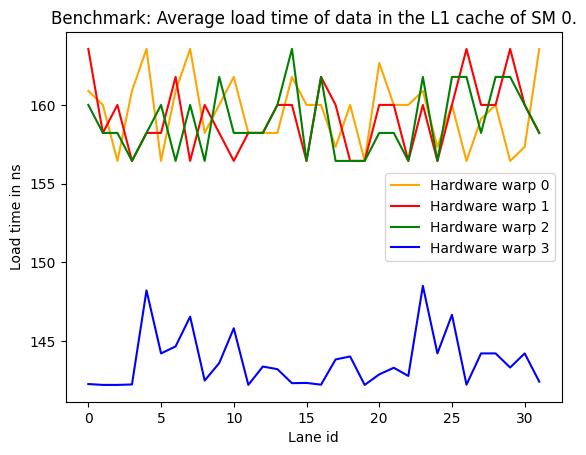 Benchmark: Average load time of data in the L1 cache of SM 0.
Load time in ns
160
155
150
145
Hardware warp 0
Hardware warp 1
Hardware warp 2
Hardware warp 3
0 5 10 15 20 25 30
Lane id